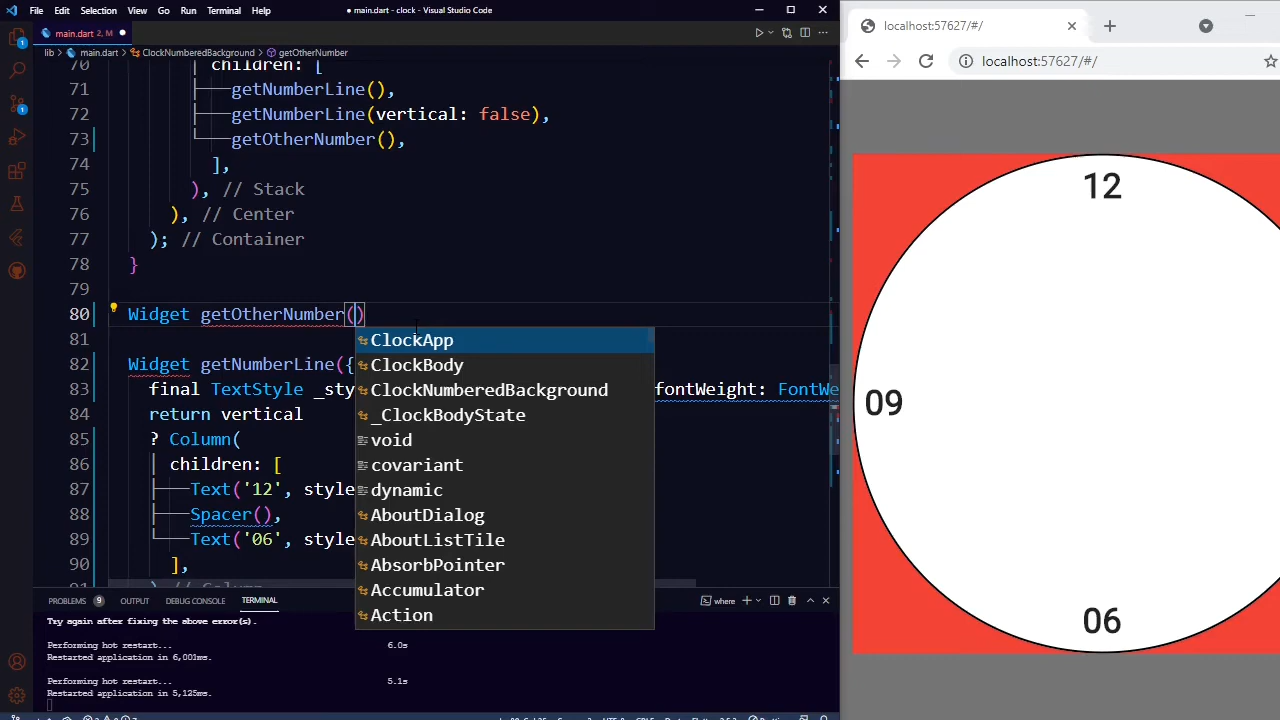 File Edit Selection View Go Run Terminal Help
● main.dart - clock - Visual Studio Code
localhost:57627/#/
main.dart 2, M ●
lib > main.dart > ClockNumberedBackground > getOtherNumber
localhost:57627/#/
70 children: [
71 getNumberLine(),
72 getNumberLine(vertical: false),
73 getOtherNumber(),
74 ],
75 ), // Stack
76 ), // Center
77 ); // Container
78 }
79
80 Widget getOtherNumber()
81
82 Widget getNumberLine({
83 final TextStyle _sty fontWeight: FontWe
84 return vertical
85 ? Column(
86 children: [
87 Text('12', style
88 Spacer(),
89 Text('06', style
90 ],
ClockApp
ClockBody
ClockNumberedBackground
_ClockBodyState
void
covariant
dynamic
AboutDialog
AboutListTile
AbsorbPointer
Accumulator
Action
12
09
06
PROBLEMS 9 OUTPUT DEBUG CONSOLE TERMINAL
where
Try again after fixing the above error(s).
Performing hot restart... 6.0s
Restarted application in 6,001ms.
Performing hot restart... 5.1s
Restarted application in 5,125ms.